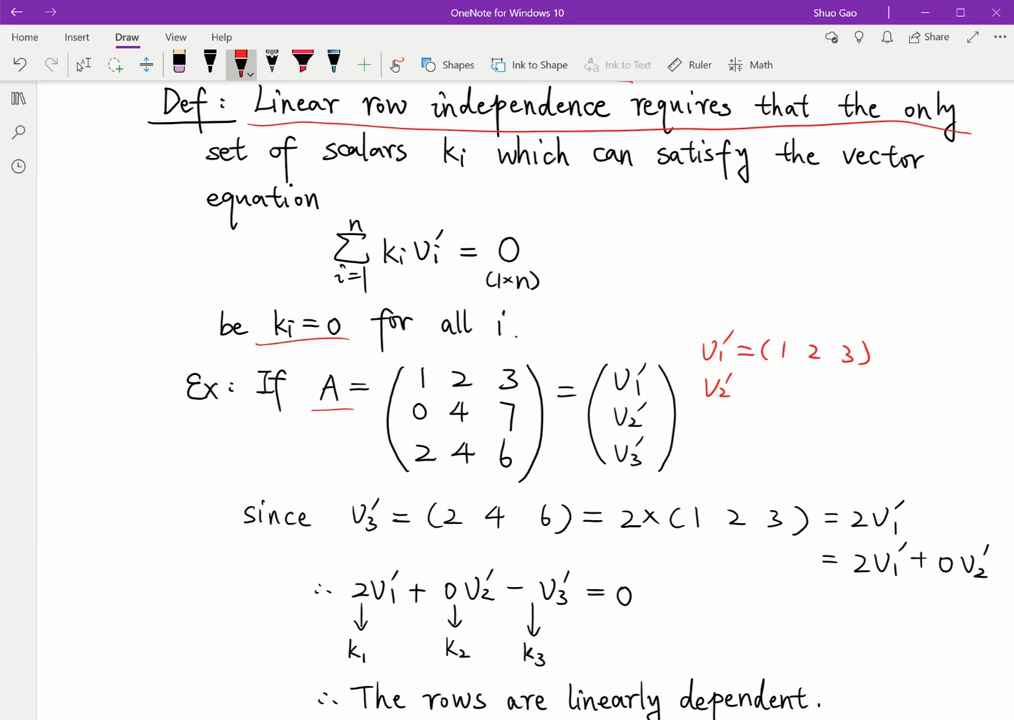 OneNote for Windows 10
Shuo Gao
Home Insert Draw View Help
Share
Shapes Ink to Shape Ink to Text Ruler Math
Def: Linear row independence requires that the only
set of scalars ki which can satisfy the vector
equation
n
∑ ki vi′ = 0
i=1 (1×n)
be ki=0 for all i.
v1′ = (1 2 3)
v2′
Ex: If A = (1 2 3 = (v1′
0 4 7 v2′
2 4 6) v3′)
since v3′ = (2 4 6) = 2×(1 2 3) = 2v1′
= 2v1′ + 0v2′
∴ 2v1′ + 0v2′ − v3′ = 0
↓ ↓ ↓
k1 k2 k3
∴ The rows are linearly dependent.